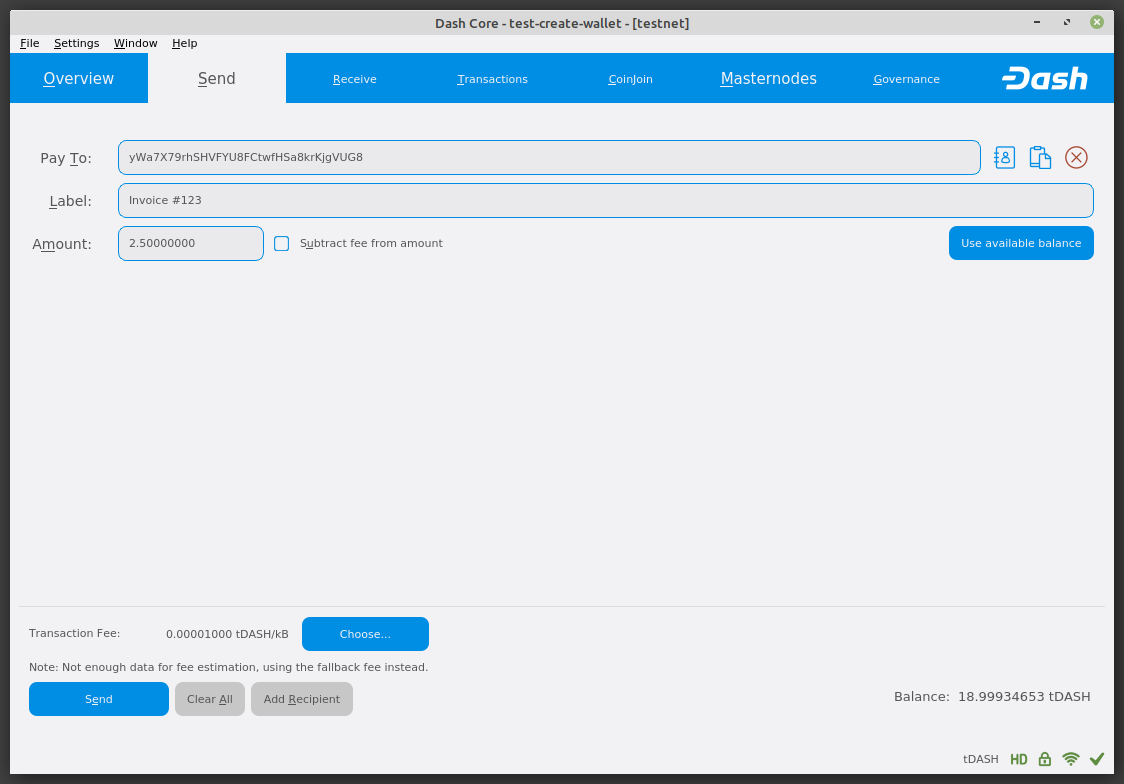 Dash Core - test-create-wallet - [testnet]
File Settings Window Help
Overview Send Receive Transactions CoinJoin Masternodes Governance Dash
Pay To: yWa7X79rhSHVFYU8FCtwfHSa8krKjgVUG8
Label: Invoice #123
Amount: 2.50000000 Subtract fee from amount Use available balance
Transaction Fee: 0.00001000 tDASH/kB Choose...
Note: Not enough data for fee estimation, using the fallback fee instead.
Send Clear All Add Recipient Balance: 18.99934653 tDASH
tDASH HD